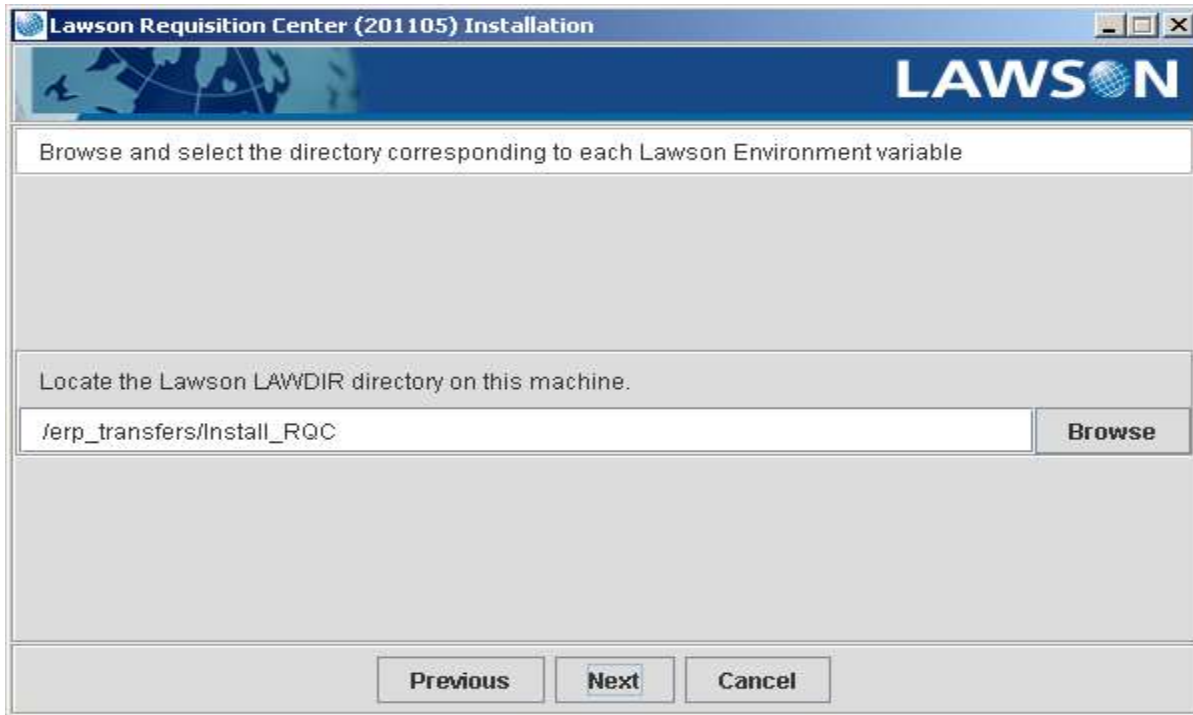 Lawson Requisition Center (201105) Installation
LAWSON
Browse and select the directory corresponding to each Lawson Environment variable
Locate the Lawson LAWDIR directory on this machine.
/erp_transfers/Install_RQC
Browse
Previous
Next
Cancel